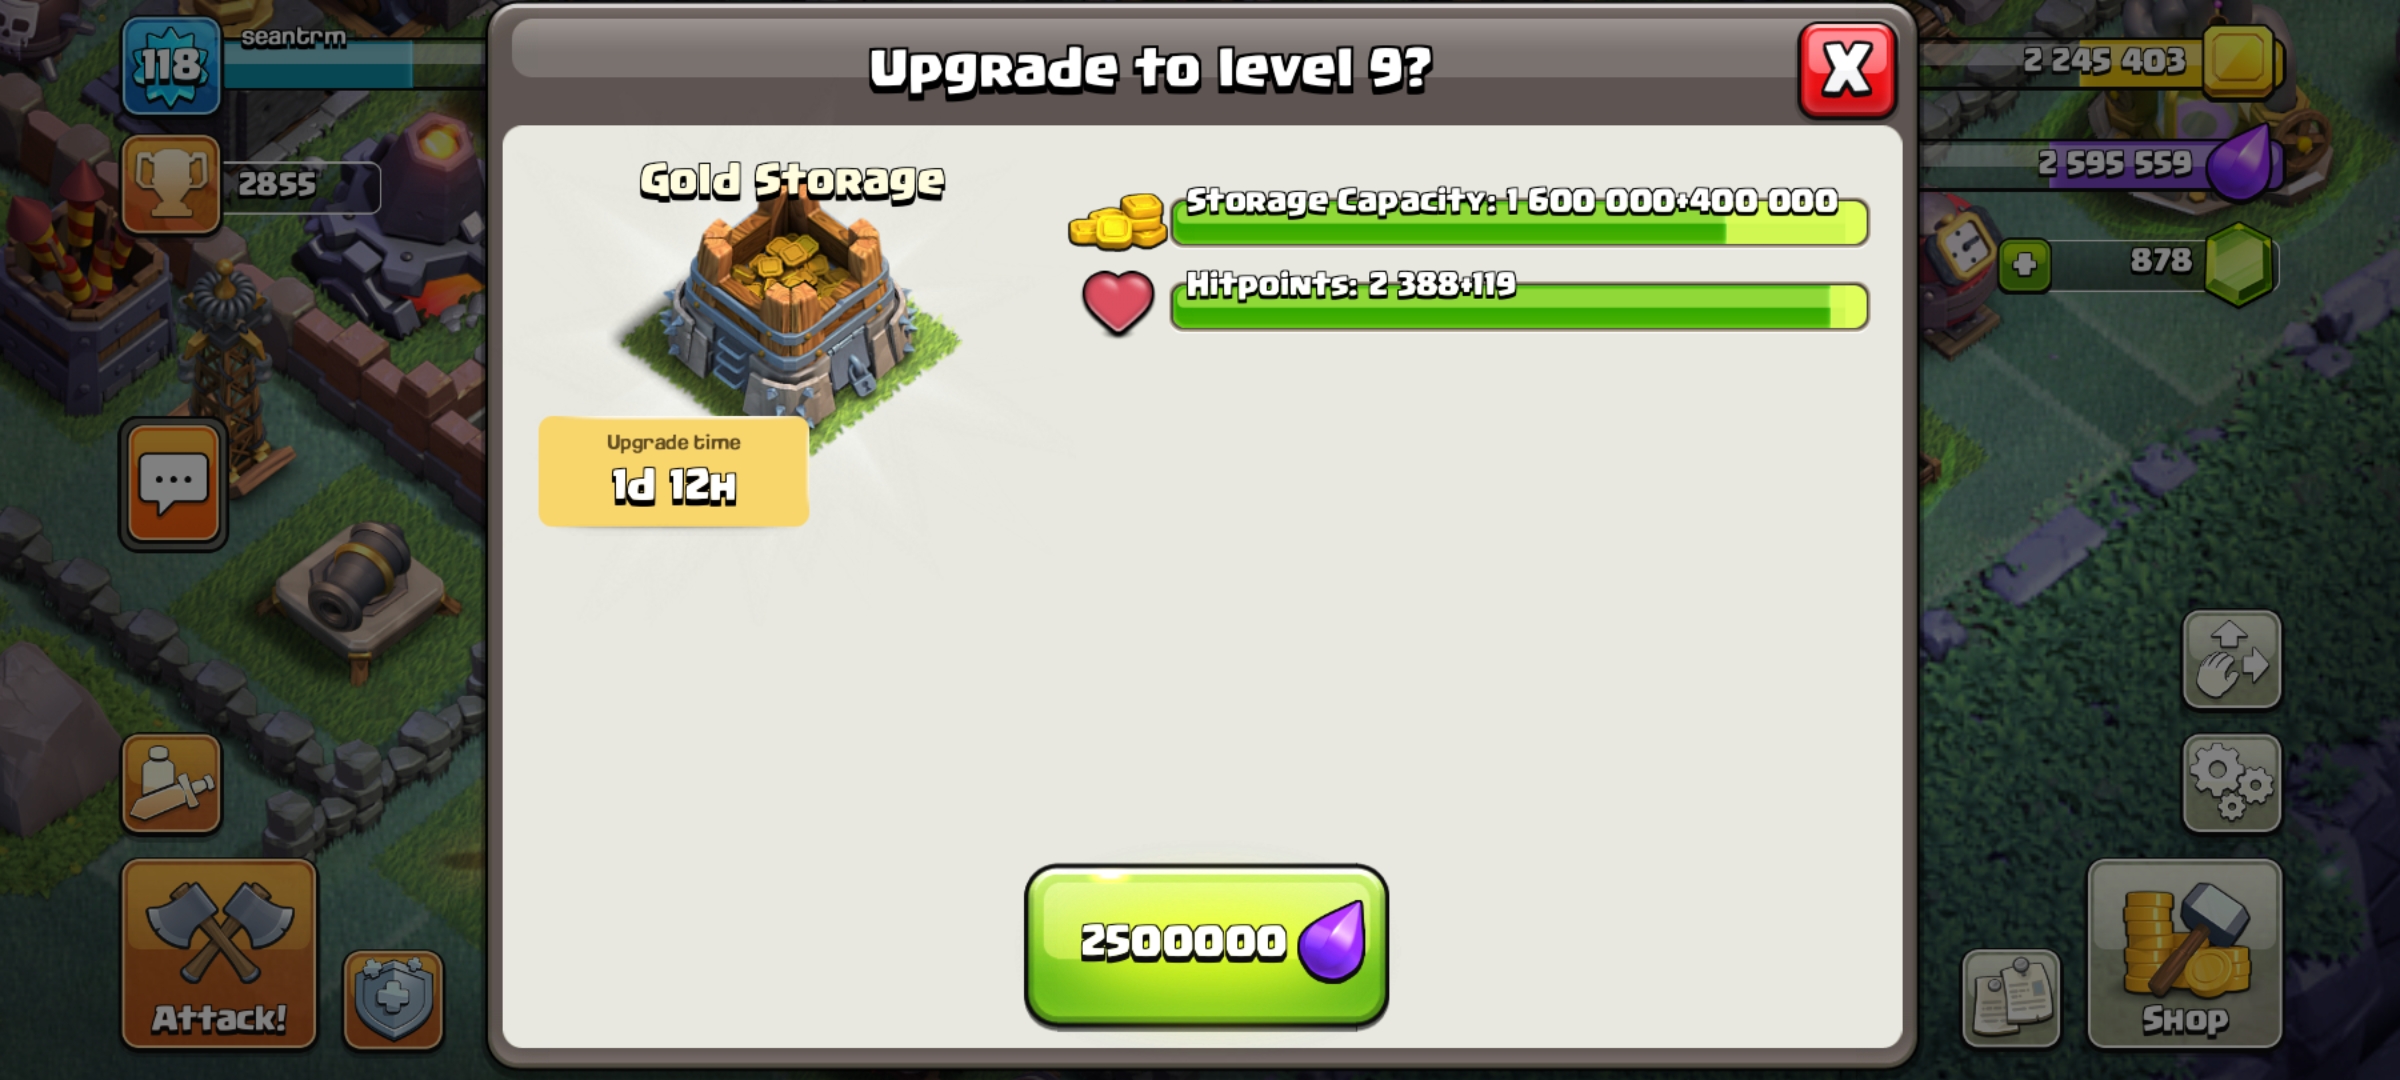 118
seantrm
2855
Upgrade to level 9?
X
2 245 403
2 595 559
878
Gold Storage
Storage Capacity: 1 600 000+400 000
Hitpoints: 2 388+119
Upgrade time
1d 12H
2500000
Attack!
Shop